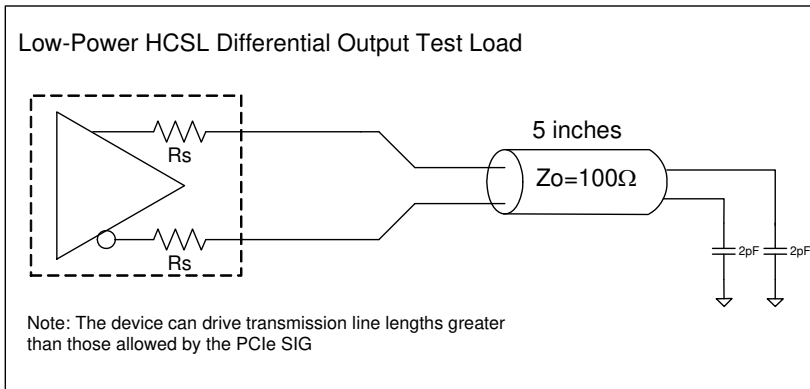 Low-Power HCSL Differential Output Test Load
Rs
Rs
5 inches
Zo=100Ω
2pF
2pF
Note: The device can drive transmission line lengths greater
than those allowed by the PCIe SIG